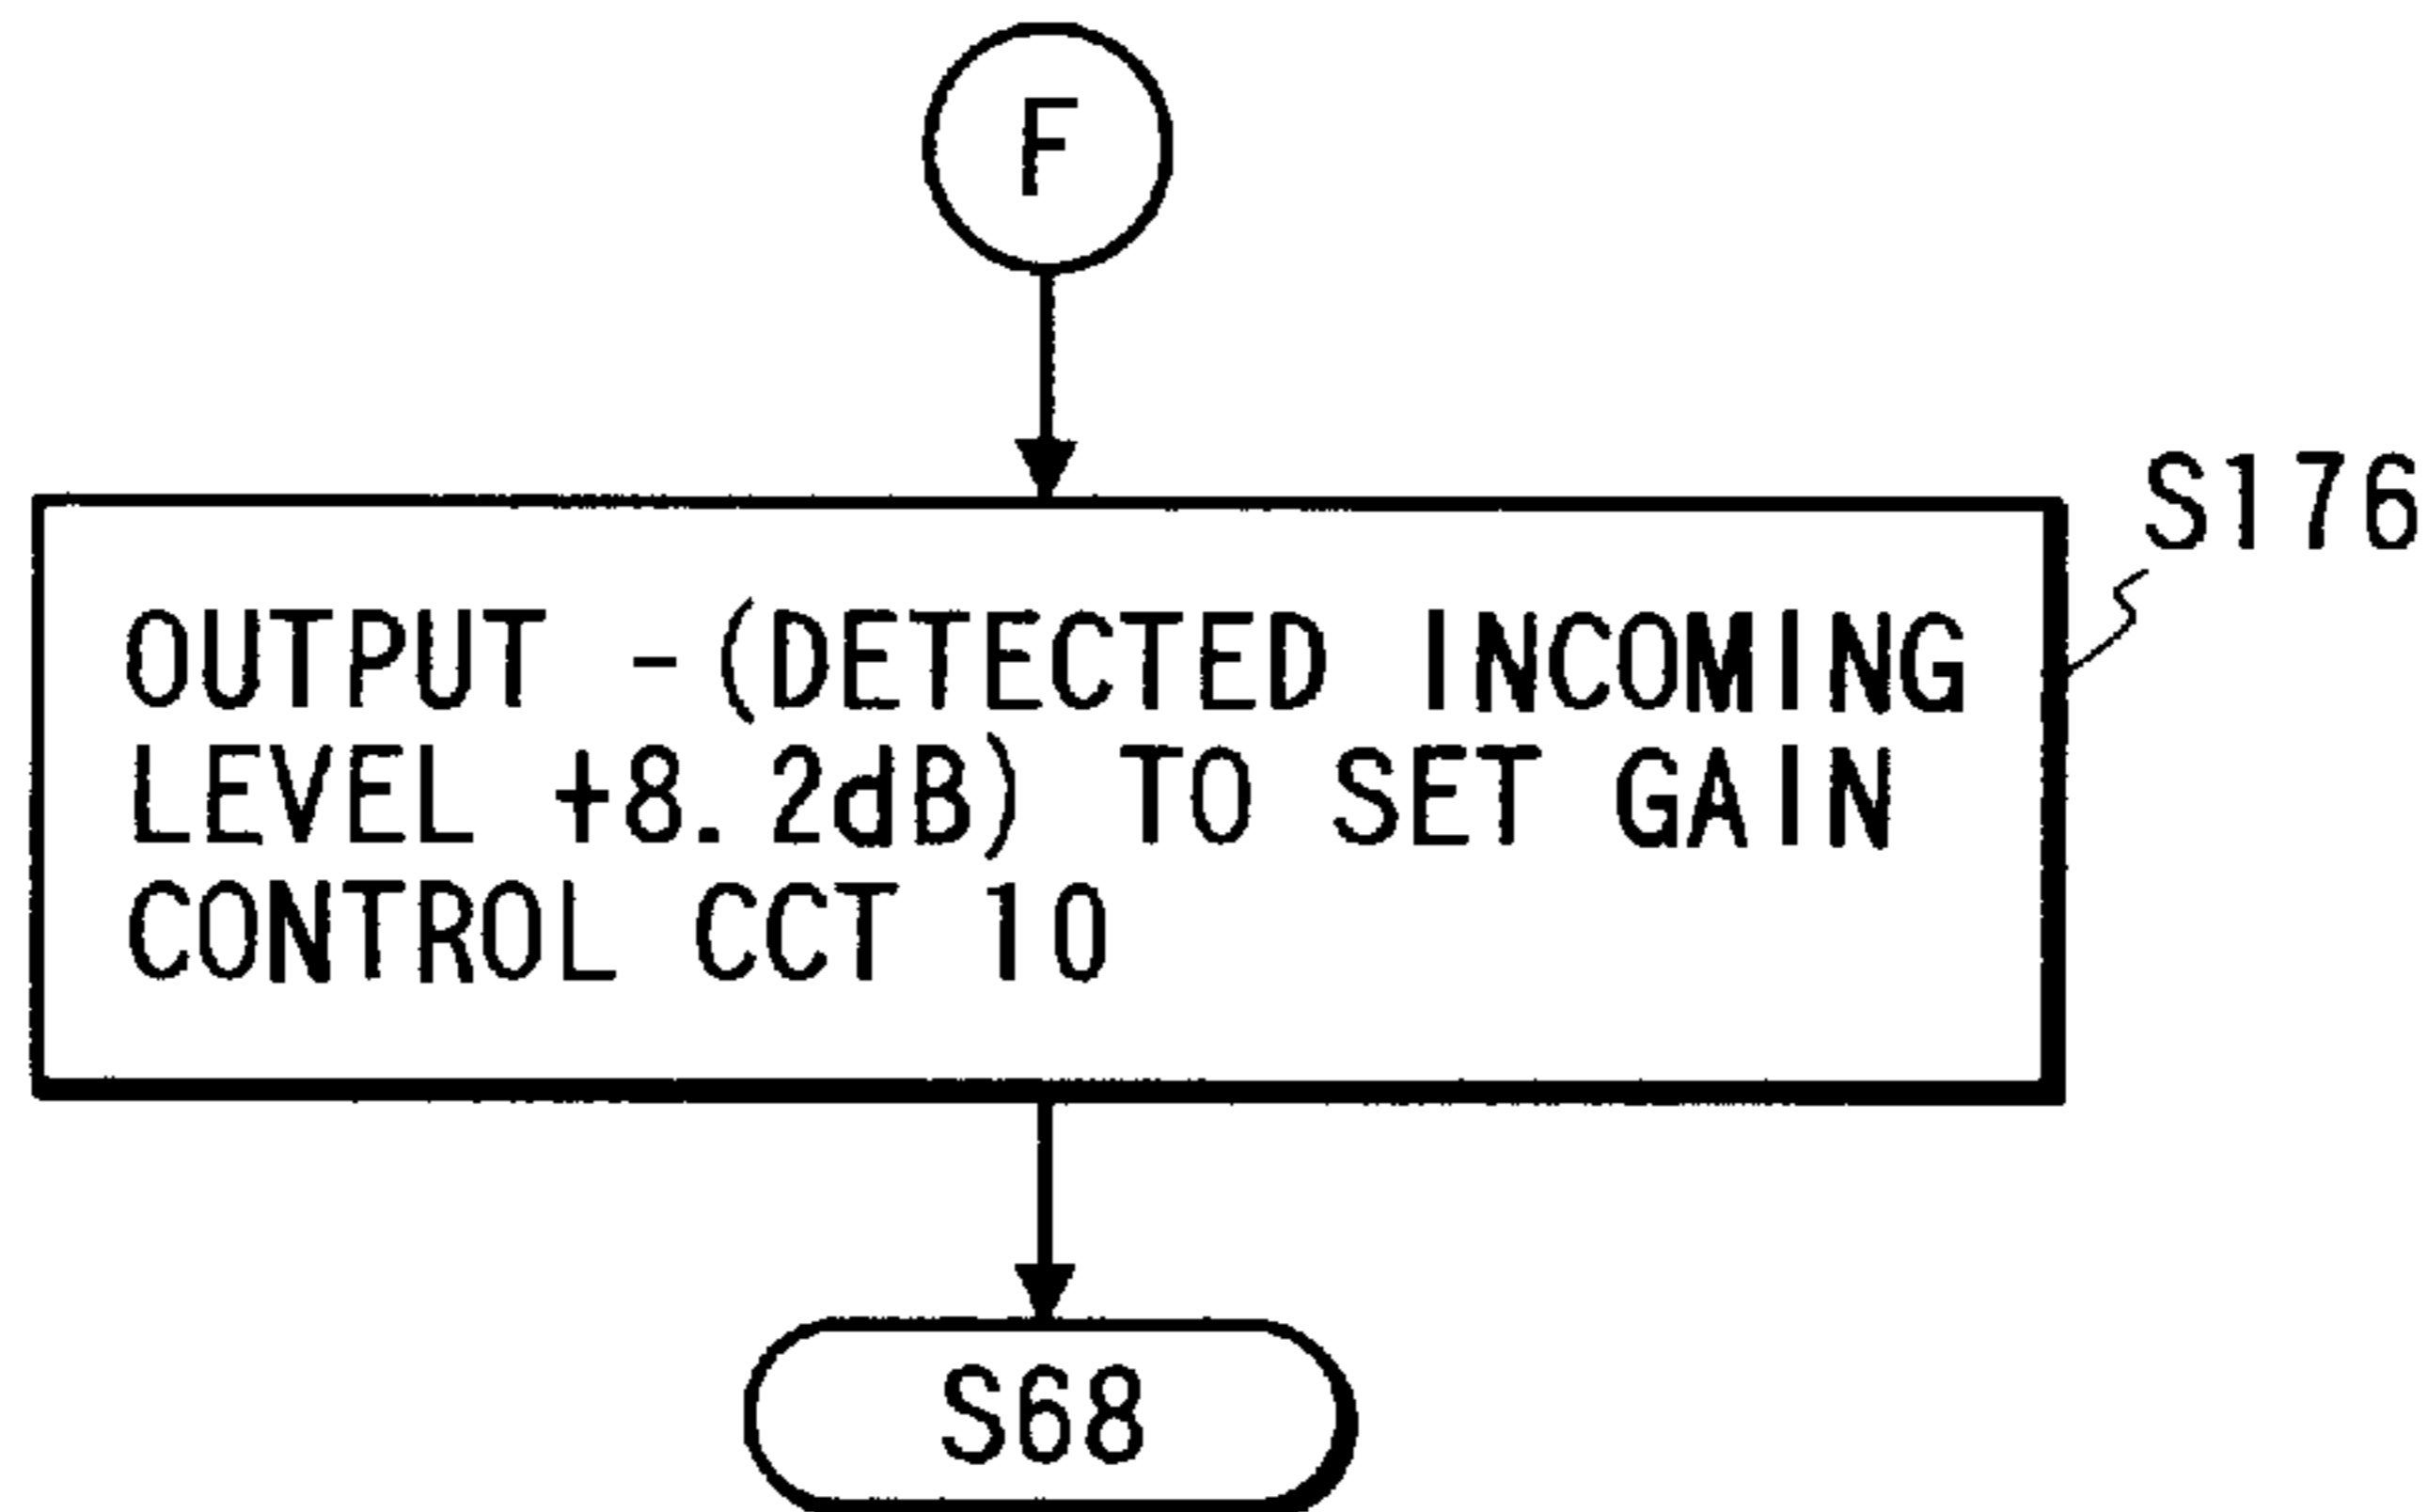 F
S176
OUTPUT -(DETECTED INCOMING
LEVEL +8.2dB) TO SET GAIN
CONTROL CCT 10
S68